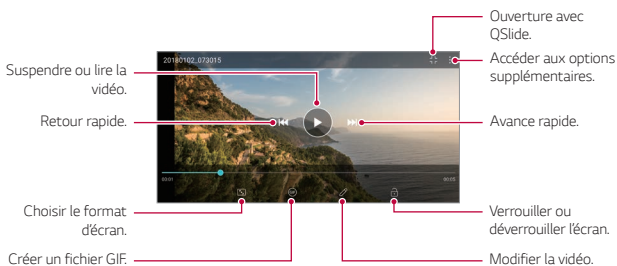 Ouverture avec
QSlide.
20180102_073015
Accéder aux options
supplémentaires.
Suspendre ou lire la
vidéo.
Retour rapide.
Avance rapide.
00:01
00:05
GIF
Choisir le format
d'écran.
Verrouiller ou
déverrouiller l'écran.
Créer un fichier GIF.
Modifier la vidéo.